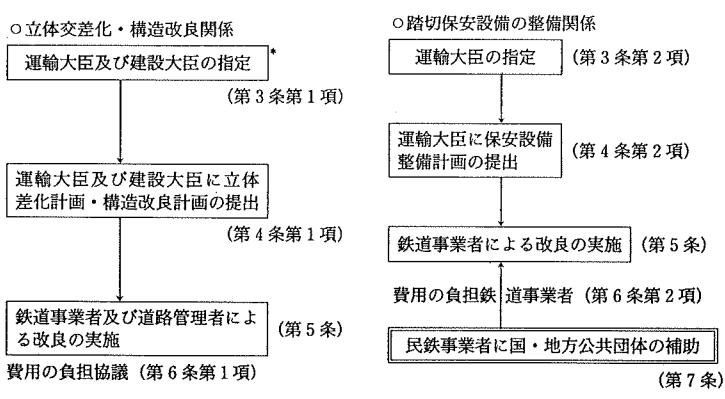 ○立体交差化・構造改良関係
運輸大臣及び建設大臣の指定*
(第3条第1項)
運輸大臣及び建設大臣に立体
差化計画・構造改良計画の提出
(第4条第1項)
鉄道事業者及び道路管理者によ
る改良の実施
(第5条)
費用の負担協議(第6条第1項)
○踏切保安設備の整備関係
運輸大臣の指定
(第3条第2項)
運輸大臣に保安設備
整備計画の提出
(第4条第2項)
鉄道事業者による改良の実施
(第5条)
費用の負担鉄道事業者(第6条第2項)
民鉄事業者に国・地方公共団体の補助
(第7条)